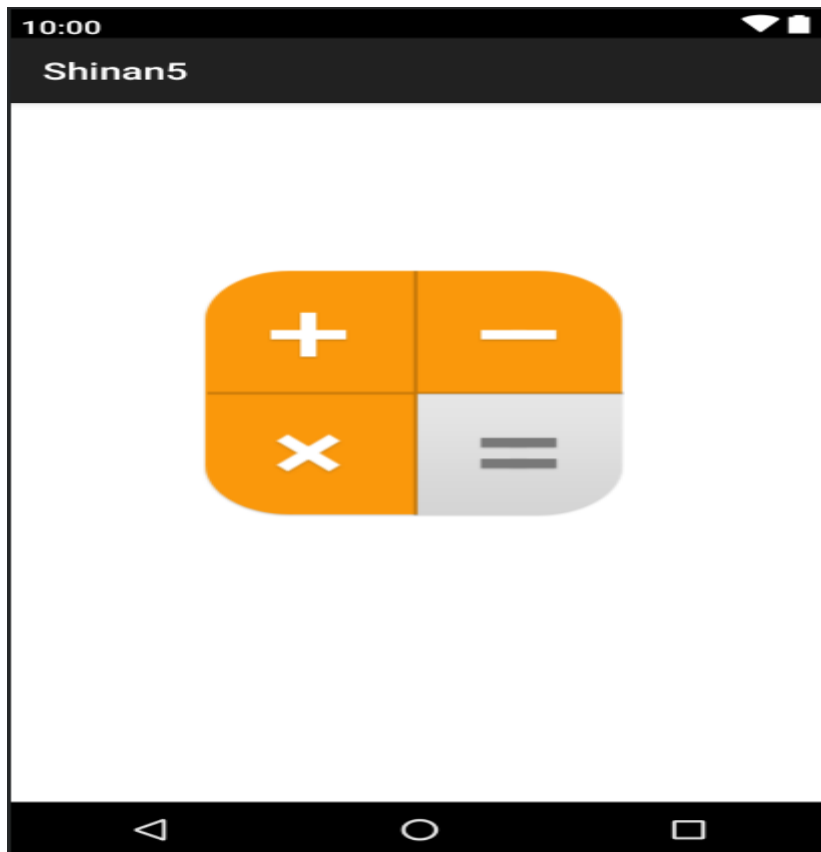 10:00
Shinan5
+ −
× =